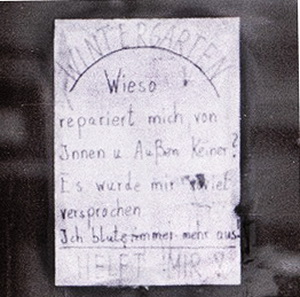 WINTERGARTEN
Wieso
repariert mich von
Innen u Außen Keiner?
Es wurde mir soviel
versprochen
Ich blute immer mehr aus
HELFT MIR?